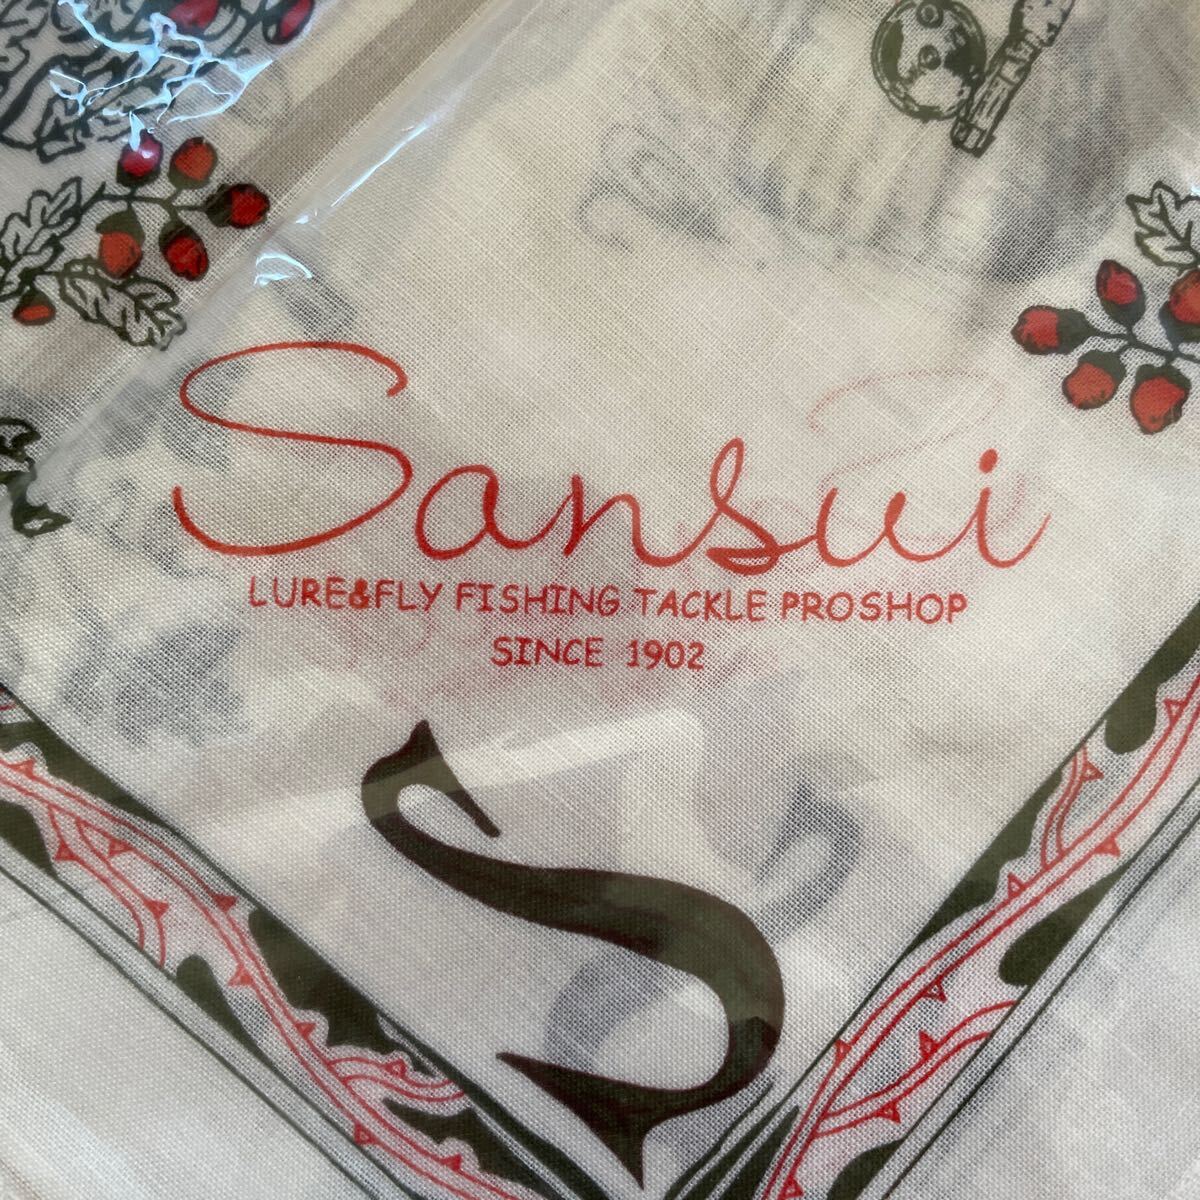 Sansui
LURE&FLY FISHING TACKLE PROSHOP
SINCE 1902
S